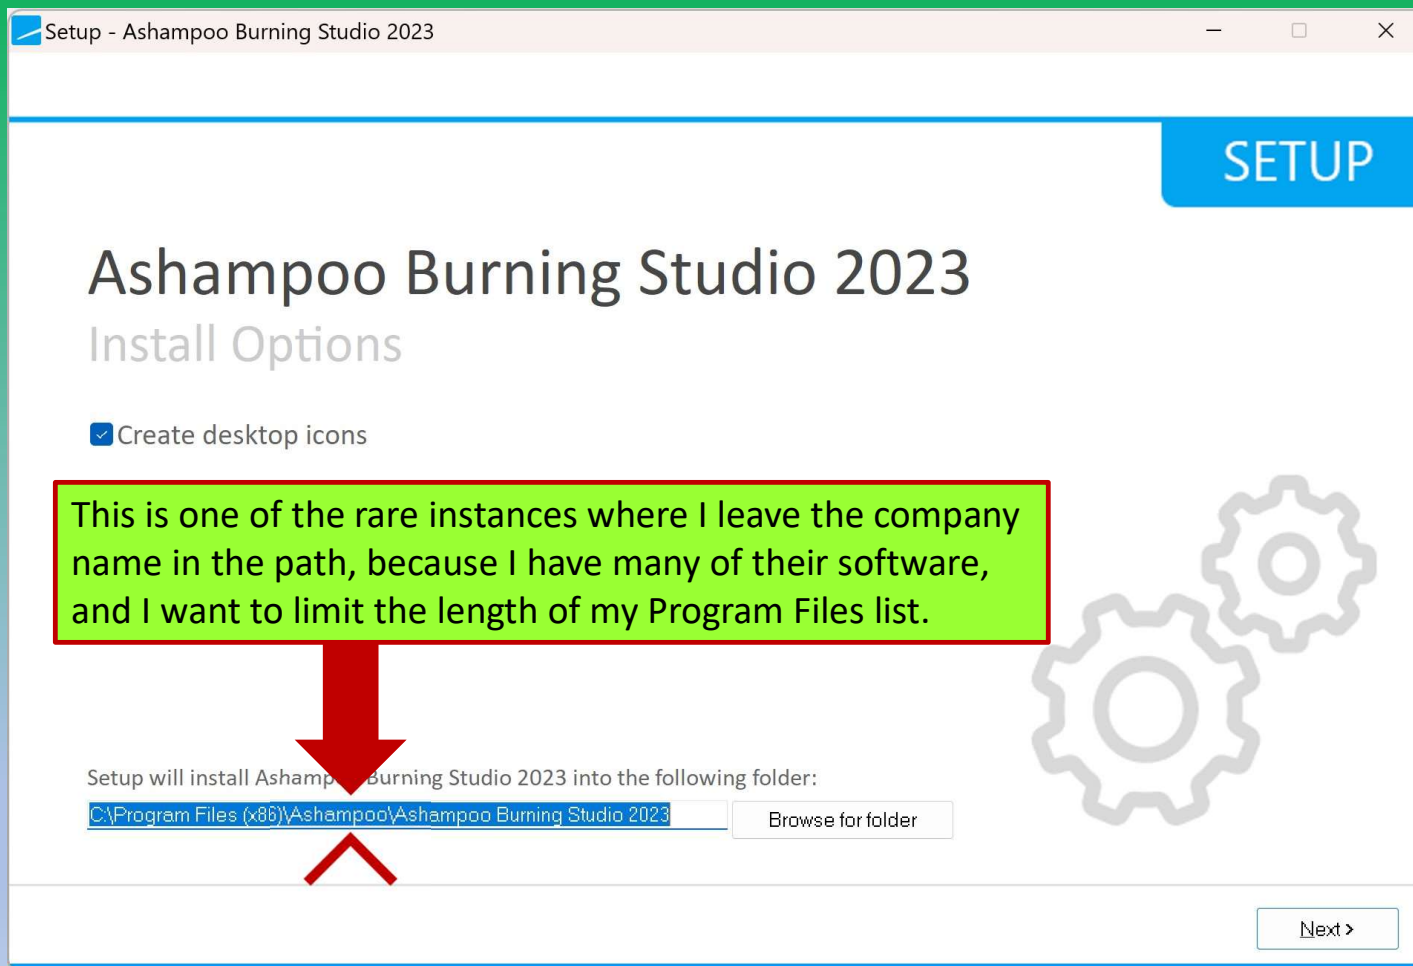 Setup - Ashampoo Burning Studio 2023
SETUP
Ashampoo Burning Studio 2023
Install Options
Create desktop icons
This is one of the rare instances where I leave the company
name in the path, because I have many of their software,
and I want to limit the length of my Program Files list.
Setup will install Ashampoo Burning Studio 2023 into the following folder:
C:\Program Files (x86)\Ashampoo\Ashampoo Burning Studio 2023
Browse for folder
Next >